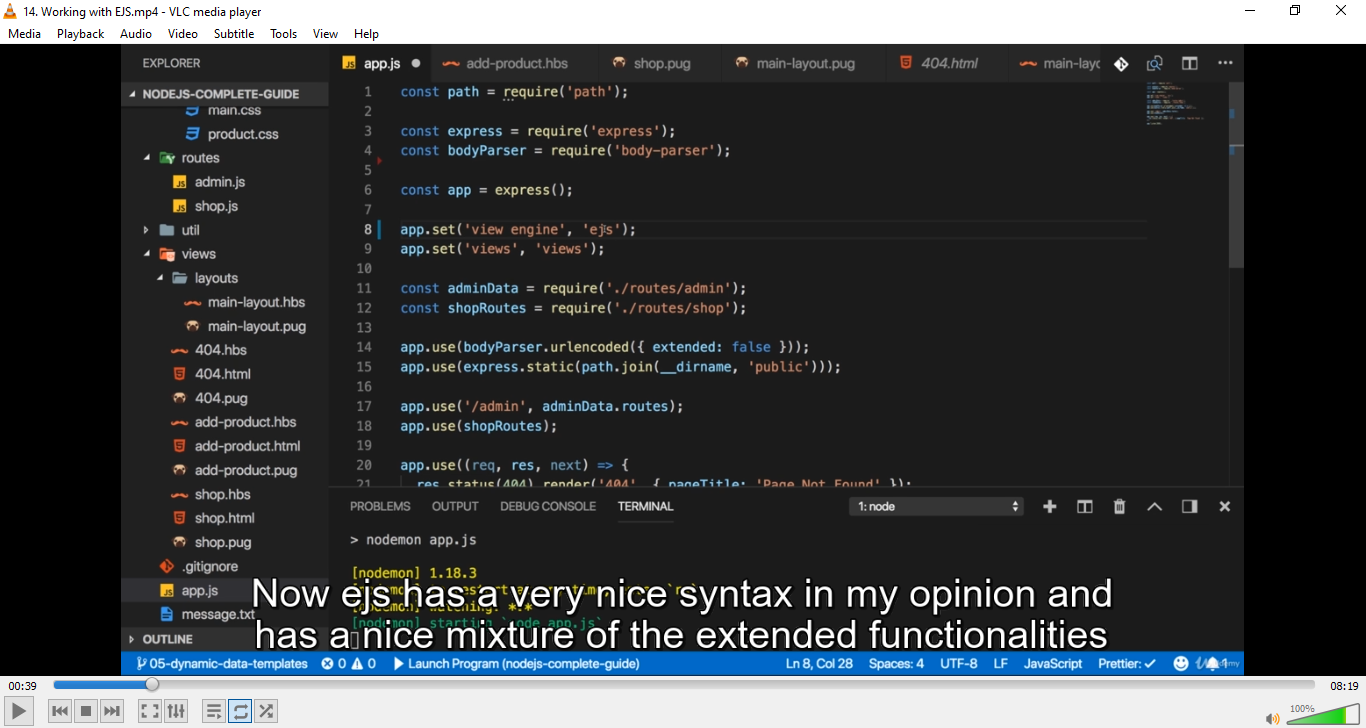 14. Working with EJS.mp4 - VLC media player
Media Playback Audio Video Subtitle Tools View Help
EXPLORER
NODEJS-COMPLETE-GUIDE
main.css
product.css
routes
admin.js
shop.js
util
views
layouts
main-layout.hbs
main-layout.pug
404.hbs
404.html
404.pug
add-product.hbs
add-product.html
add-product.pug
shop.hbs
shop.html
shop.pug
.gitignore
app.js
message.txt
OUTLINE
app.js add-product.hbs shop.pug main-layout.pug 404.html main-layo
1 const path = require('path');
2
3 const express = require('express');
4 const bodyParser = require('body-parser');
5
6 const app = express();
7
8 app.set('view engine', 'ejs');
9 app.set('views', 'views');
10
11 const adminData = require('./routes/admin');
12 const shopRoutes = require('./routes/shop');
13
14 app.use(bodyParser.urlencoded({ extended: false }));
15 app.use(express.static(path.join(__dirname, 'public')));
16
17 app.use('/admin', adminData.routes);
18 app.use(shopRoutes);
19
20 app.use((req, res, next) => {
21 res.status(404).render('404', { pageTitle: 'Page Not Found' });
PROBLEMS OUTPUT DEBUG CONSOLE TERMINAL 1: node
> nodemon app.js
[nodemon] 1.18.3
[nodemon] starting `node app.js`
Now ejs has a very nice syntax in my opinion and
has a nice mixture of the extended functionalities
05-dynamic-data-templates 0 0 Launch Program (nodejs-complete-guide) Ln 8, Col 28 Spaces: 4 UTF-8 LF JavaScript Prettier: ✓ 1
00:39 08:19
100%